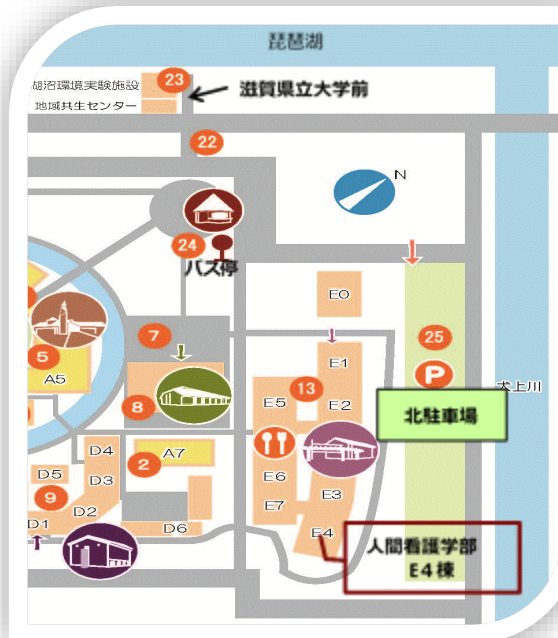 琵琶湖
湖沼環境実験施設
地域共生センター
23
滋賀県立大学前
22
N
24
バス停
E0
7
25
P
5
A5
E1
8
E5
13
E2
北駐車場
犬上川
D4
2
A7
D5
D3
E6
E3
9
D2
E7
D1
D6
E4
人間看護学部
E4棟